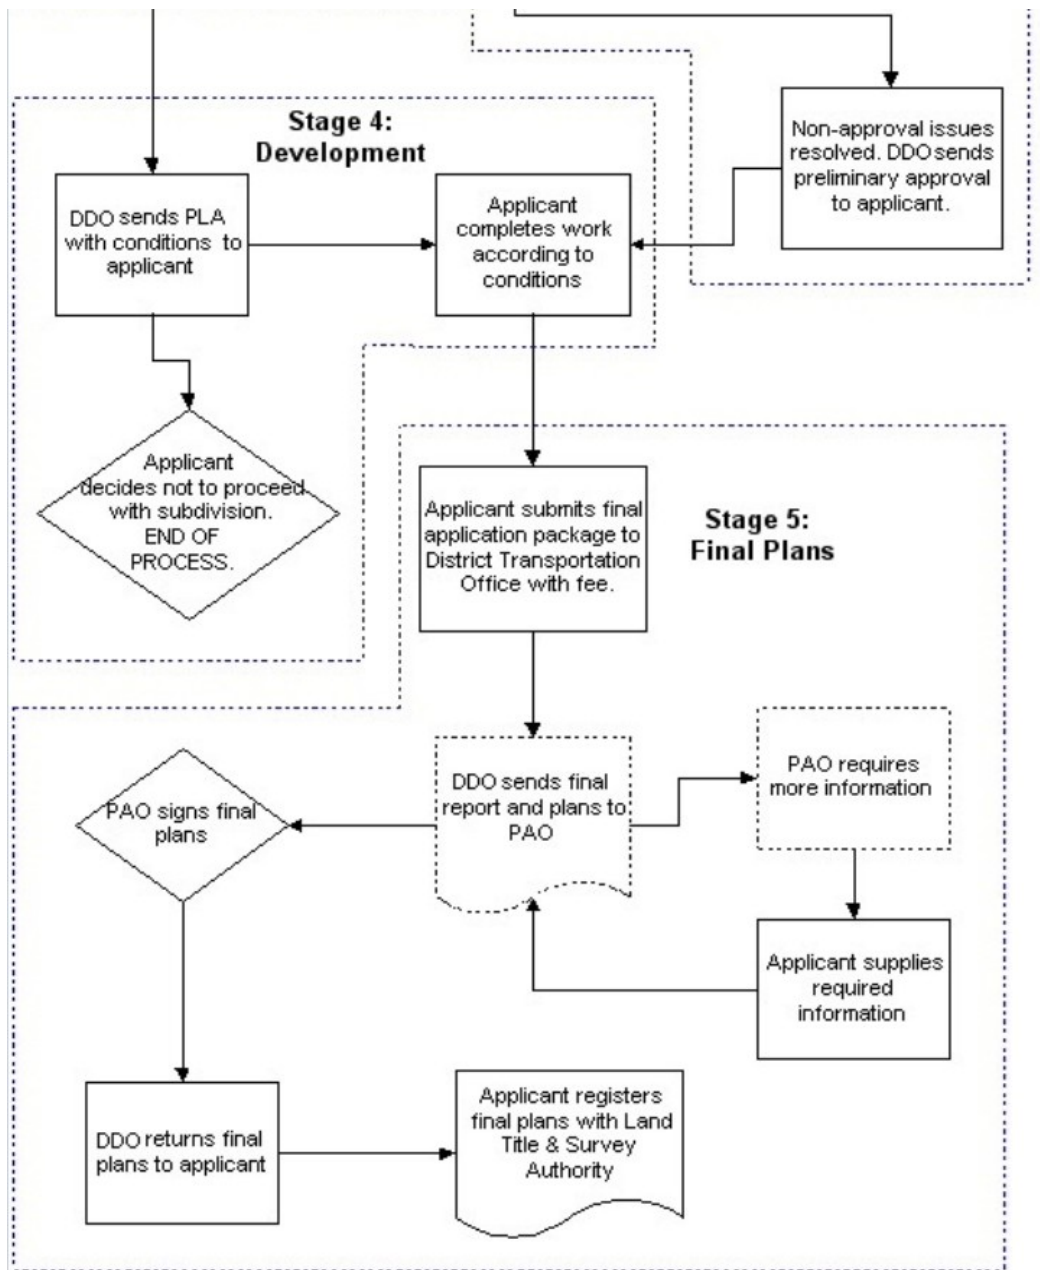 Non-approval issues
resolved. DDO sends
preliminary approval
to applicant.
Stage 4:
Development
DDO sends PLA
with conditions to
applicant
Applicant
completes work
according to
conditions
Applicant
decides not to proceed
with subdivision.
END OF
PROCESS.
Applicant submits final
application package to
District Transportation
Office with fee.
Stage 5:
Final Plans
PAO signs final
plans
DDO sends final
report and plans to
PAO
PAO requires
more information
Applicant supplies
required
information
DDO returns final
plans to applicant
Applicant registers
final plans with Land
Title & Survey
Authority